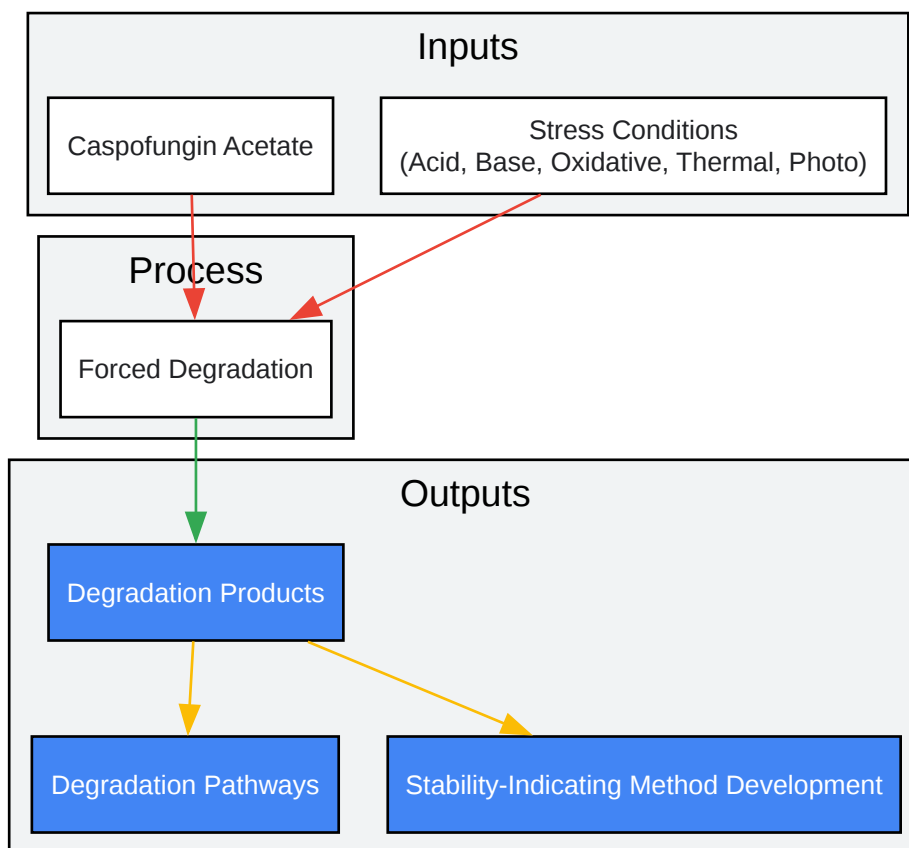 Inputs
Caspofungin Acetate
Stress Conditions
(Acid, Base, Oxidative, Thermal, Photo)
Process
Forced Degradation
Outputs
Degradation Products
Degradation Pathways
Stability-Indicating Method Development